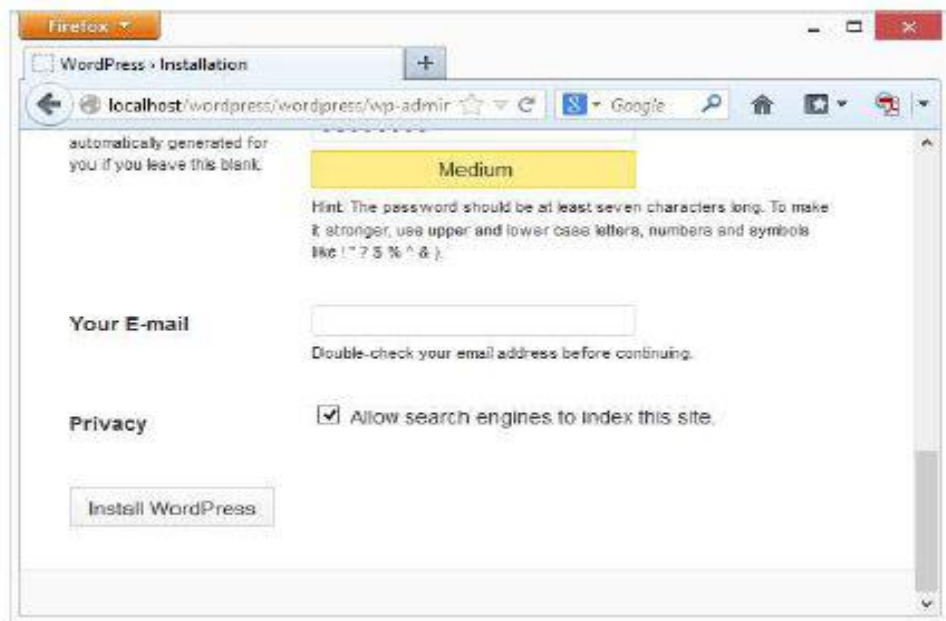 Firefox
WordPress › Installation
localhost/wordpress/wordpress/wp-admir
Google
automatically generated for
you if you leave this blank.
Medium
Hint: The password should be at least seven characters long. To make
it stronger, use upper and lower case letters, numbers and symbols
like ! " ? $ % ^ & ).
Your E-mail
Double-check your email address before continuing.
Privacy
Allow search engines to index this site.
Install WordPress